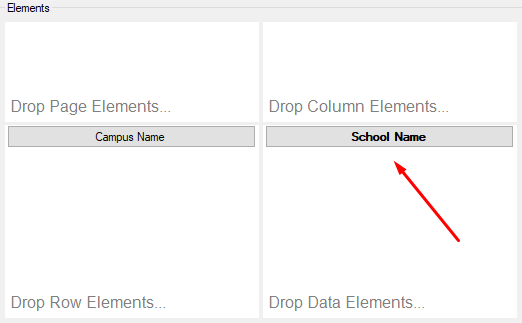 Elements
Drop Page Elements...
Drop Column Elements...
Campus Name
School Name
Drop Row Elements...
Drop Data Elements...